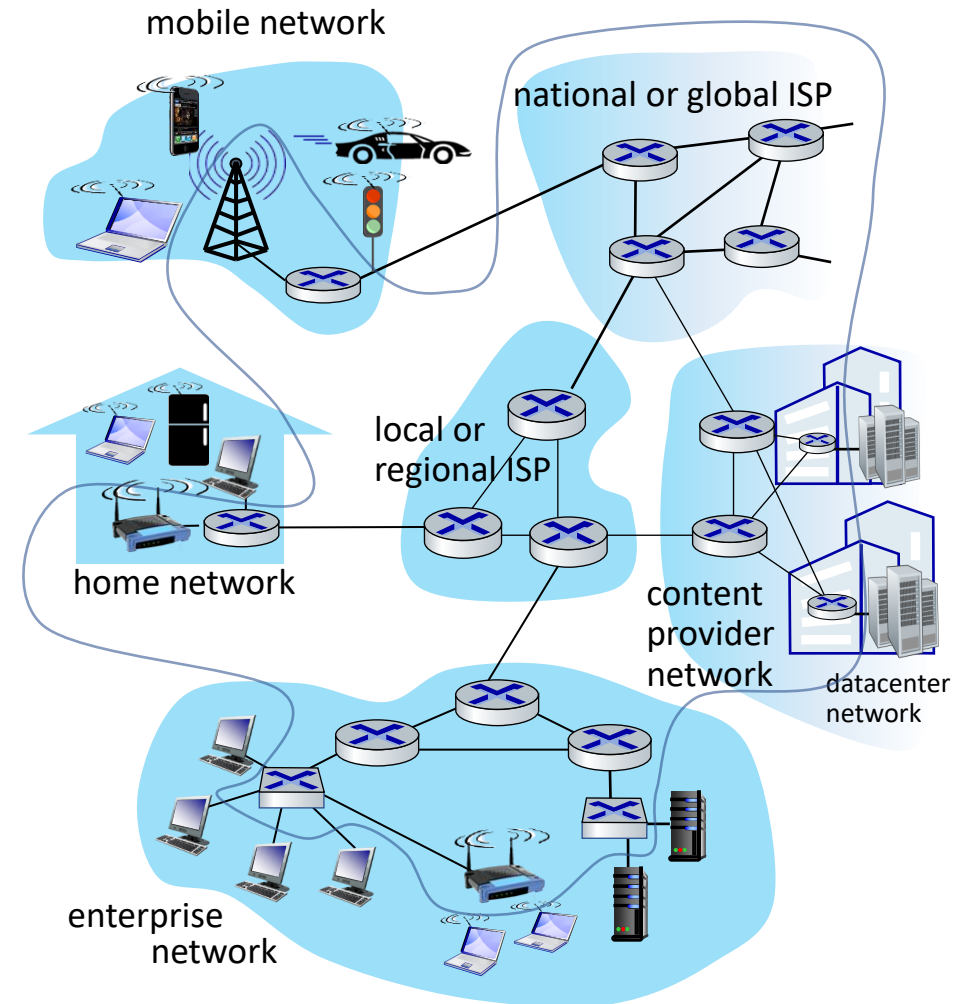 mobile network
national or global ISP
local or
regional ISP
home network
content
provider
network
datacenter
network
enterprise
network